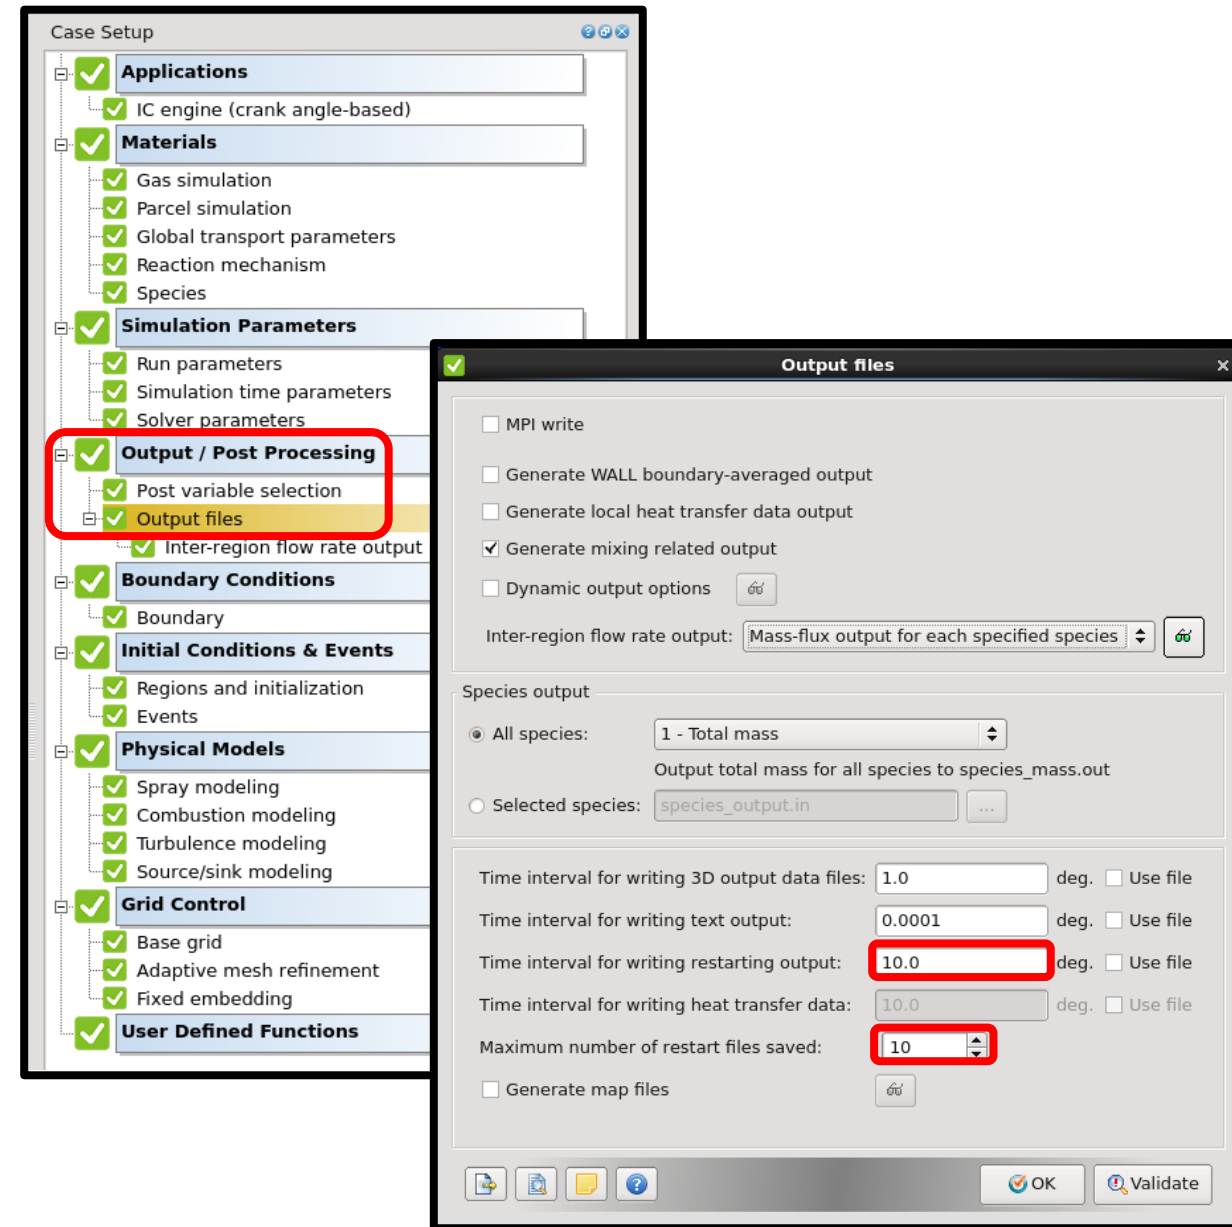 Case Setup
Applications
IC engine (crank angle-based)
Materials
Gas simulation
Parcel simulation
Global transport parameters
Reaction mechanism
Species
Simulation Parameters
Run parameters
Simulation time parameters
Solver parameters
Output / Post Processing
Post variable selection
Output files
Inter-region flow rate output
Boundary Conditions
Boundary
Initial Conditions & Events
Regions and initialization
Events
Physical Models
Spray modeling
Combustion modeling
Turbulence modeling
Source/sink modeling
Grid Control
Base grid
Adaptive mesh refinement
Fixed embedding
User Defined Functions
Output files
MPI write
Generate WALL boundary-averaged output
Generate local heat transfer data output
Generate mixing related output
Dynamic output options
Inter-region flow rate output: Mass-flux output for each specified species
Species output
All species: 1 - Total mass
Output total mass for all species to species_mass.out
Selected species: species_output.in ...
Time interval for writing 3D output data files: 1.0 deg. Use file
Time interval for writing text output: 0.0001 deg. Use file
Time interval for writing restarting output: 10.0 deg. Use file
Time interval for writing heat transfer data: 10.0 deg. Use file
Maximum number of restart files saved: 10
Generate map files
OK Validate